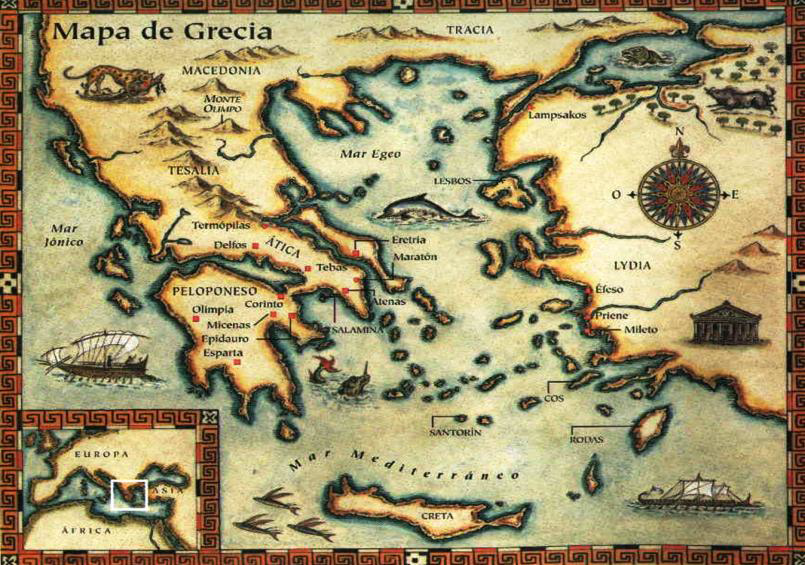 Mapa de Grecia
TRACIA
MACEDONIA
MONTE
OLIMPO
Lampsakos
Mar Egeo
N
TESALIA
LESBOS
O
E
S
Mar
Jónico
Termópilas
Delfos
ÁTICA
Eretria
Tebas
Maratón
LYDIA
PELOPONESO
Olimpia
Corinto
Atenas
Éfeso
Micenas
SALAMINA
Priene
Mileto
Epidauro
Esparta
COS
SANTORÍN
RODAS
Mar Mediterráneo
CRETA
EUROPA
ASIA
ÁFRICA